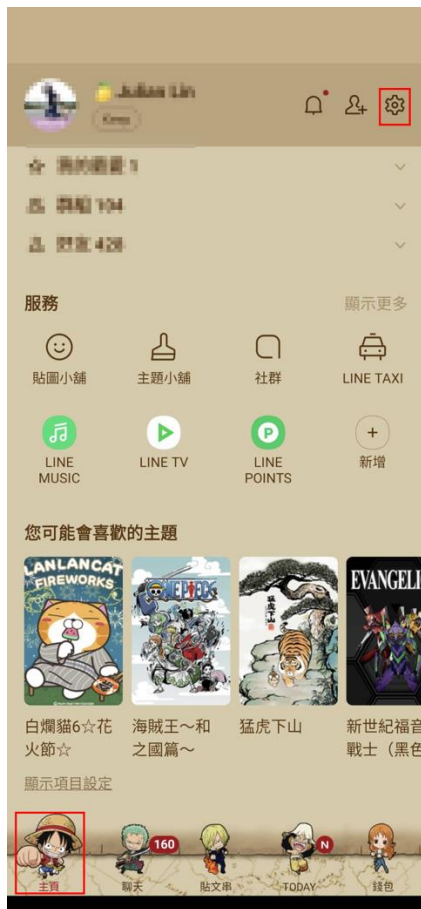 服務
顯示更多
貼圖小舖
主題小舖
社群
LINE TAXI
LINE
MUSIC
LINE TV
LINE
POINTS
新增
您可能會喜歡的主題
LANLANCAT
FIREWORKS
ONE PIECE
猛虎下山
EVANGELI
白爛貓6☆花
火節☆
海賊王～和
之國篇～
猛虎下山
新世紀福音
戰士（黑色
顯示項目設定
160
N
主頁
聊天
貼文串
TODAY
錢包